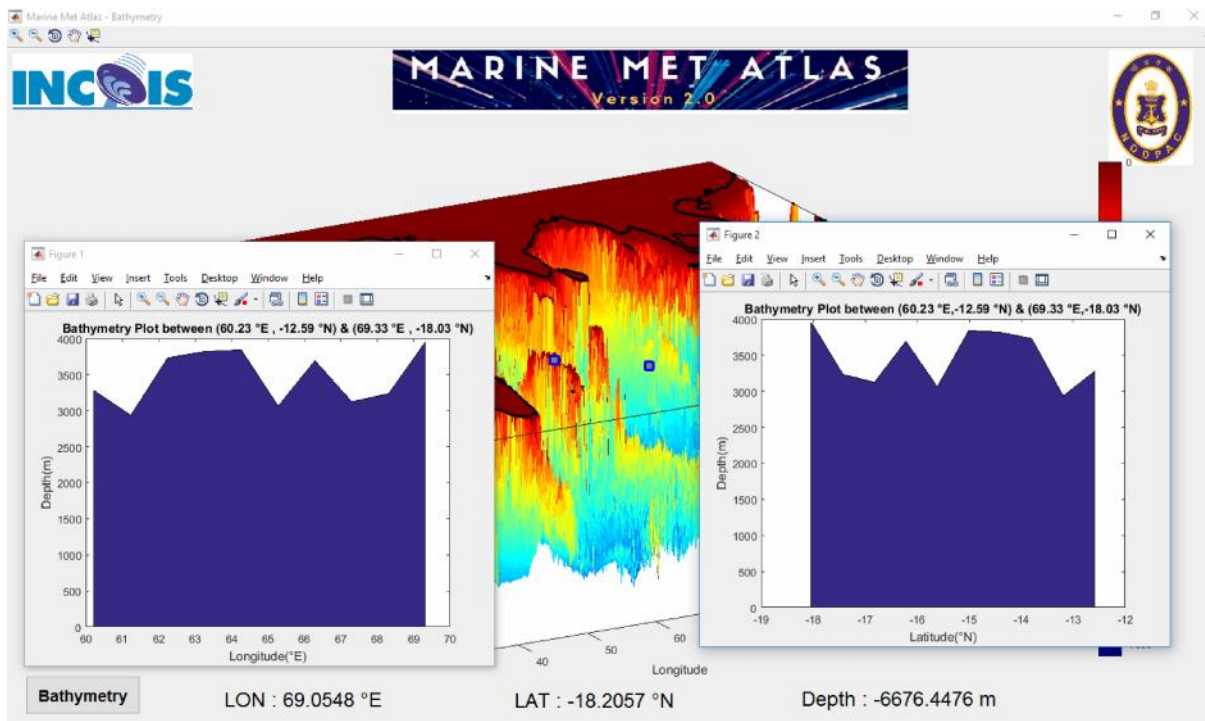 Marine Met Atlas - Bathymetry
INCOIS
MARINE MET ATLAS
Version 2.0
NODPAC
0
Figure 1
File Edit View Insert Tools Desktop Window Help
Bathymetry Plot between (60.23 °E , -12.59 °N) & (69.33 °E , -18.03 °N)
4000
3500
3000
2500
2000
1500
1000
500
0
Depth(m)
60 61 62 63 64 65 66 67 68 69 70
Longitude(°E)
Figure 2
File Edit View Insert Tools Desktop Window Help
Bathymetry Plot between (60.23 °E,-12.59 °N) & (69.33 °E,-18.03 °N)
4000
3500
3000
2500
2000
1500
1000
500
0
Depth(m)
-19 -18 -17 -16 -15 -14 -13 -12
Latitude(°N)
40 50 60
Longitude
Bathymetry
LON : 69.0548 °E
LAT : -18.2057 °N
Depth : -6676.4476 m